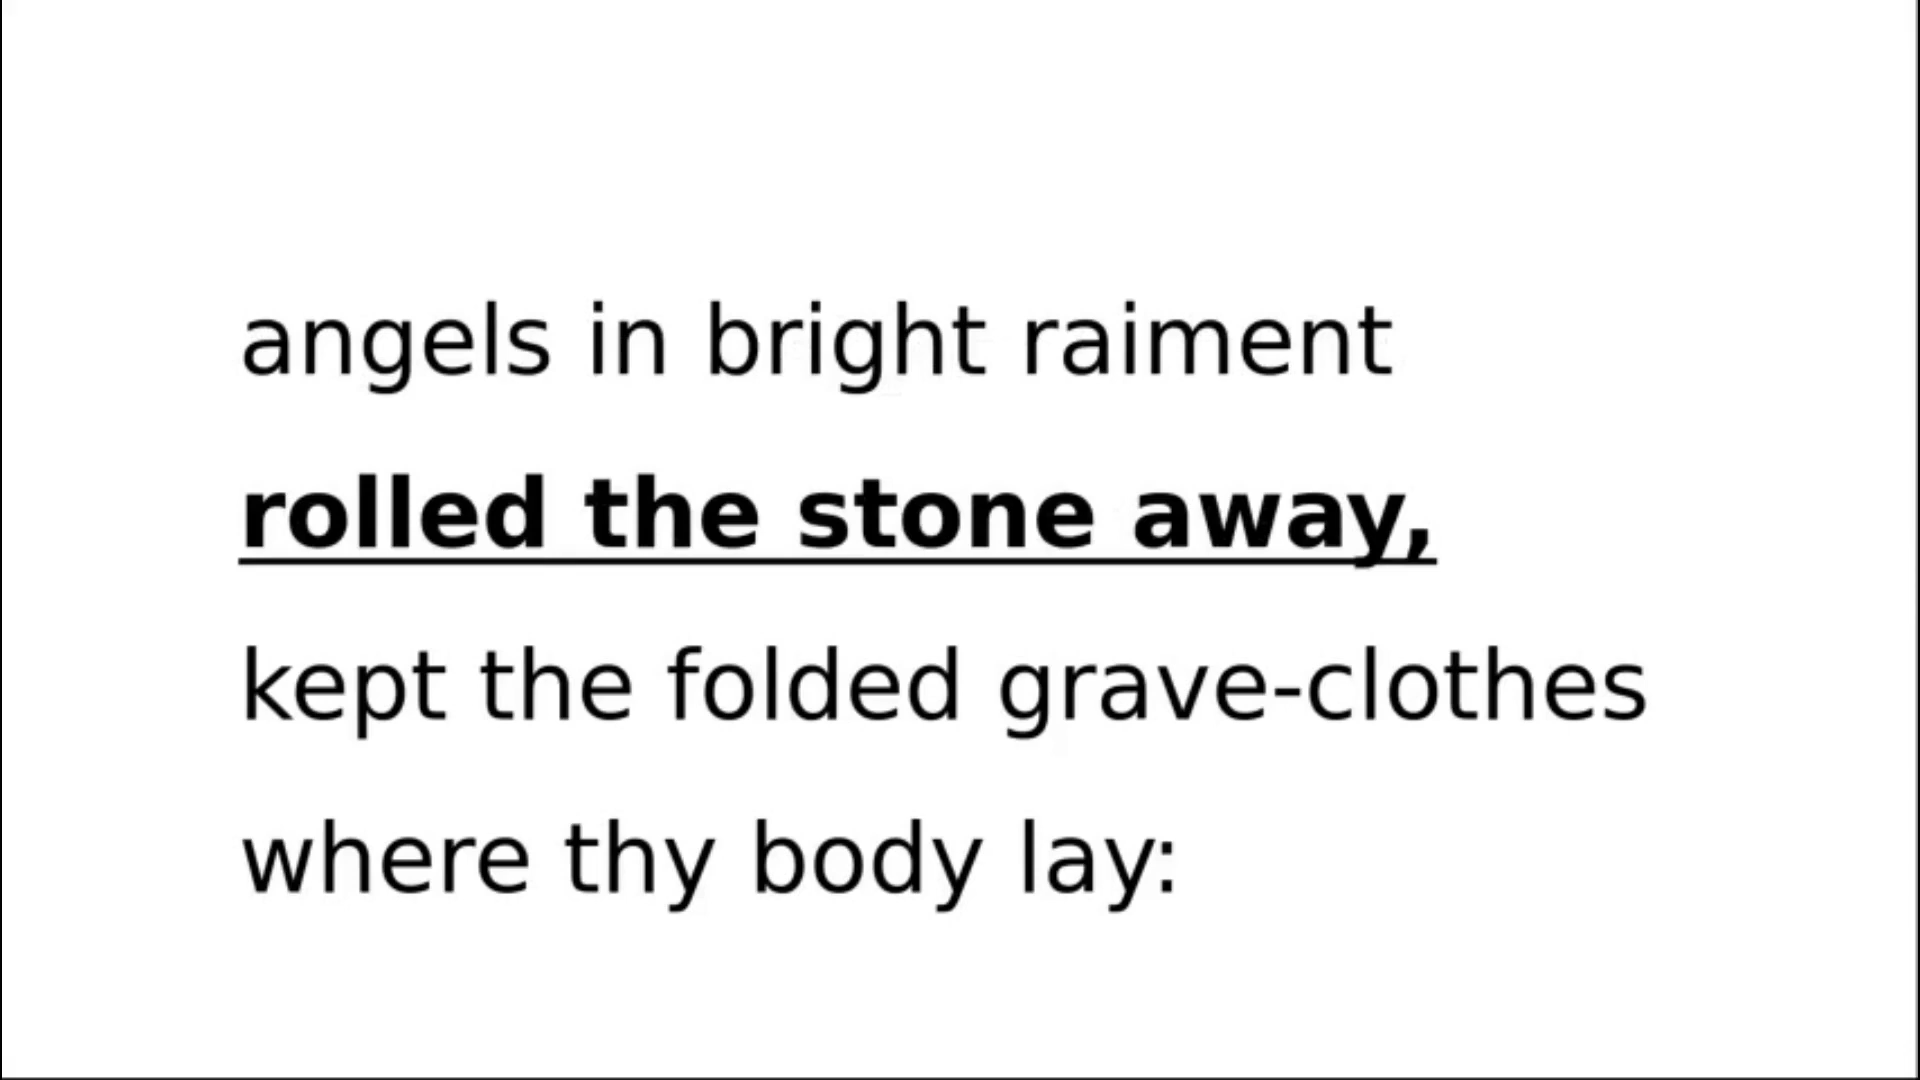 angels in bright raiment
rolled the stone away,
kept the folded grave-clothes
where thy body lay: